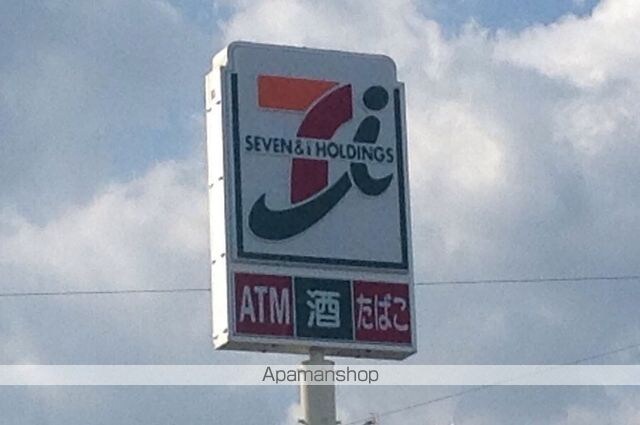 SEVEN&i HOLDINGS
ATM 酒 たばこ
Apamanshop